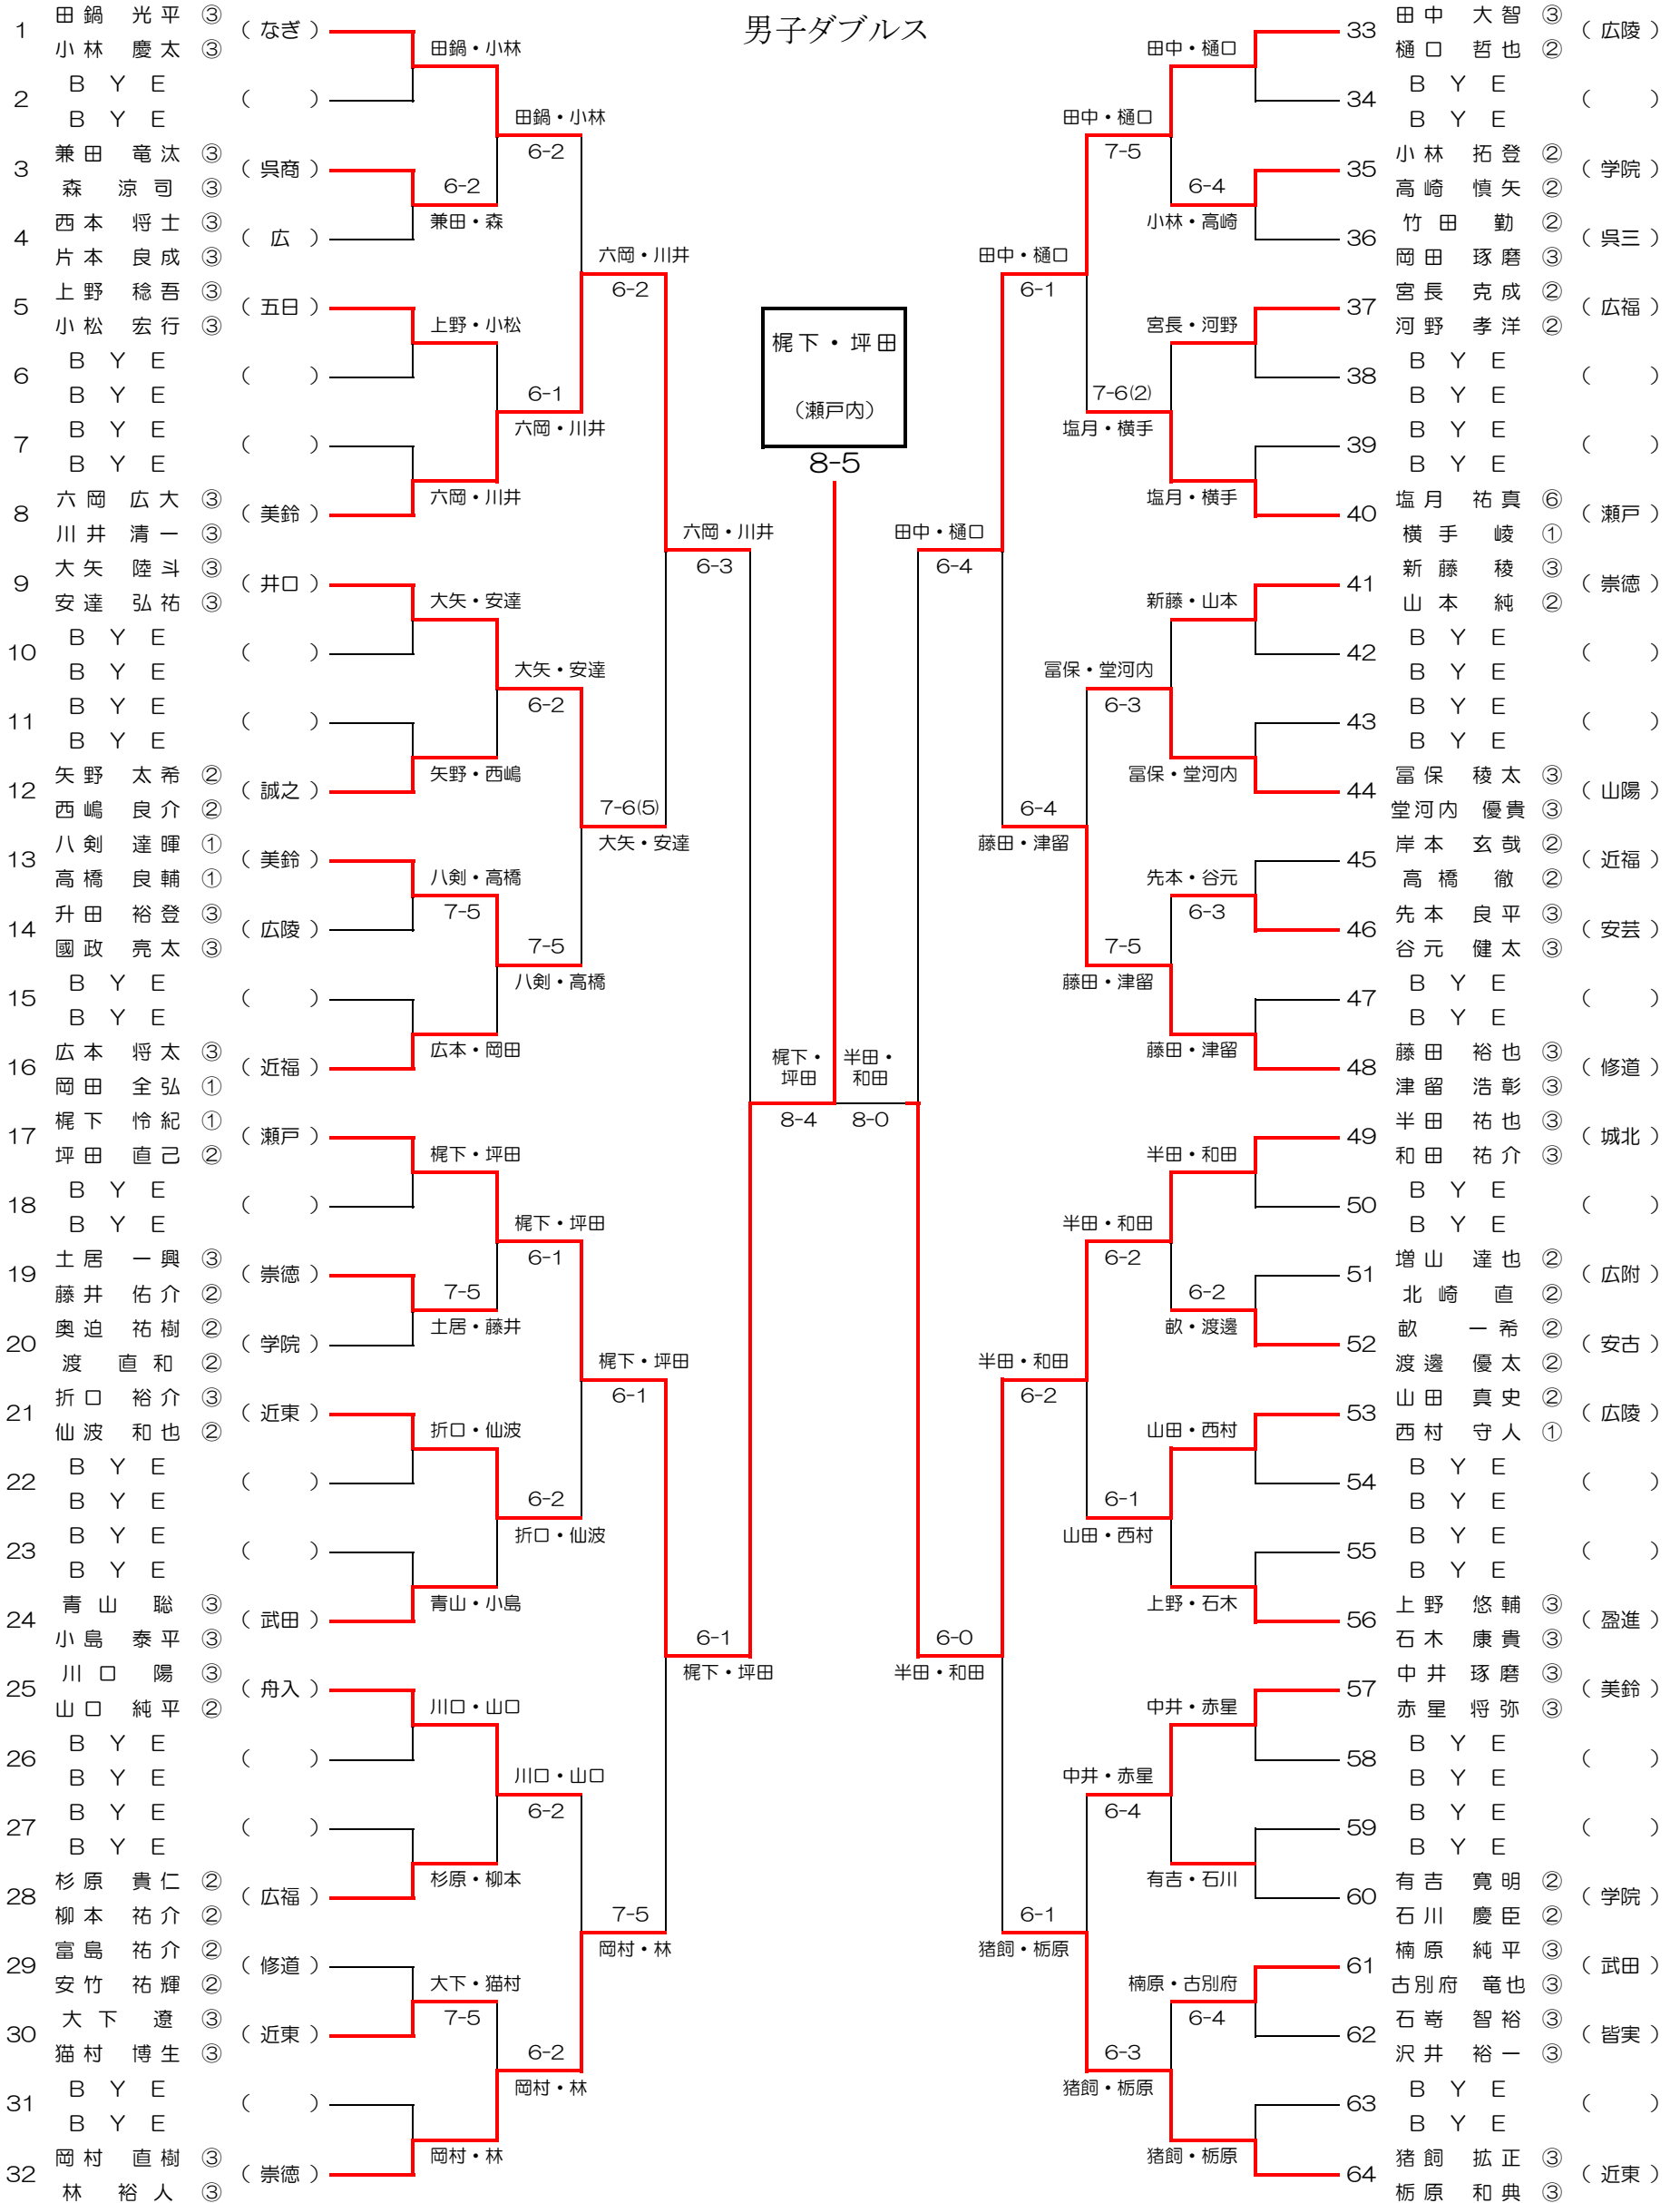 男子ダブルス
1 田鍋 光平 ③ 小林 慶太 ③ (なぎ)
2 BYE BYE ( )
3 兼田 竜汰 ③ 森 涼司 ③ (呉商)
4 西本 将士 ③ 片本 良成 ③ (広)
5 上野 稔吾 ③ 小松 宏行 ③ (五日)
6 BYE BYE ( )
7 BYE BYE ( )
8 六岡 広大 ③ 川井 清一 ③ (美鈴)
9 大矢 陸斗 ③ 安達 弘祐 ③ (井口)
10 BYE BYE ( )
11 BYE BYE ( )
12 矢野 太希 ② 西嶋 良介 ② (誠之)
13 八剣 達暉 ① 高橋 良輔 ① (美鈴)
14 升田 裕登 ③ 國政 亮太 ③ (広陵)
15 BYE BYE ( )
16 広本 将太 ③ 岡田 全弘 ① (近福)
17 梶下 怜紀 ① 坪田 直己 ② (瀬戸)
18 BYE BYE ( )
19 土居 一興 ③ 藤井 佑介 ② (崇徳)
20 奥迫 祐樹 ② 渡 直和 ② (学院)
21 折口 裕介 ③ 仙波 和也 ② (近東)
22 BYE BYE ( )
23 BYE BYE ( )
24 青山 聡 ③ 小島 泰平 ③ (武田)
25 川口 陽 ③ 山口 純平 ② (舟入)
26 BYE BYE ( )
27 BYE BYE ( )
28 杉原 貴仁 ② 柳本 祐介 ② (広福)
29 富島 祐介 ② 安竹 祐輝 ② (修道)
30 大下 遼 ③ 猫村 博生 ③ (近東)
31 BYE BYE ( )
32 岡村 直樹 ③ 林 裕人 ③ (崇徳)
田鍋・小林
6-2
兼田・森
上野・小松
六岡・川井
大矢・安達
矢野・西嶋
八剣・高橋
7-5
広本・岡田
梶下・坪田
7-5
土居・藤井
折口・仙波
青山・小島
川口・山口
杉原・柳本
大下・猫村
7-5
岡村・林
田鍋・小林
6-2
6-1
六岡・川井
大矢・安達
6-2
7-5
八剣・高橋
梶下・坪田
6-1
6-2
折口・仙波
川口・山口
6-2
6-2
岡村・林
六岡・川井
6-2
7-6(5)
大矢・安達
梶下・坪田
6-1
7-5
岡村・林
六岡・川井
6-3
6-1
梶下・坪田
梶下・坪田
(瀬戸内)
8-5
梶下・
坪田
8-4
半田・
和田
8-0
田中・樋口
6-4
6-0
半田・和田
田中・樋口
6-1
6-4
藤田・津留
半田・和田
6-2
6-1
猪飼・栃原
田中・樋口
7-5
7-6(2)
塩月・横手
冨保・堂河内
6-3
7-5
藤田・津留
半田・和田
6-2
6-1
山田・西村
中井・赤星
6-4
6-3
猪飼・栃原
田中・樋口
6-4
小林・高崎
宮長・河野
塩月・横手
新藤・山本
冨保・堂河内
先本・谷元
6-3
藤田・津留
半田・和田
6-2
畝・渡邊
山田・西村
上野・石木
中井・赤星
有吉・石川
楠原・古別府
6-4
猪飼・栃原
33 田中 大智 ③ 樋口 哲也 ② (広陵)
34 BYE BYE ( )
35 小林 拓登 ② 高崎 慎矢 ② (学院)
36 竹田 勤 ② 岡田 琢磨 ③ (呉三)
37 宮長 克成 ② 河野 孝洋 ② (広福)
38 BYE BYE ( )
39 BYE BYE ( )
40 塩月 祐真 ⑥ 横手 崚 ① (瀬戸)
41 新藤 稜 ③ 山本 純 ② (崇徳)
42 BYE BYE ( )
43 BYE BYE ( )
44 冨保 稜太 ③ 堂河内 優貴 ③ (山陽)
45 岸本 玄哉 ② 高橋 徹 ② (近福)
46 先本 良平 ③ 谷元 健太 ③ (安芸)
47 BYE BYE ( )
48 藤田 裕也 ③ 津留 浩彰 ③ (修道)
49 半田 祐也 ③ 和田 祐介 ③ (城北)
50 BYE BYE ( )
51 増山 達也 ② 北崎 直 ② (広附)
52 畝 一希 ② 渡邊 優太 ② (安古)
53 山田 真史 ② 西村 守人 ① (広陵)
54 BYE BYE ( )
55 BYE BYE ( )
56 上野 悠輔 ③ 石木 康貴 ③ (盈進)
57 中井 琢磨 ③ 赤星 将弥 ③ (美鈴)
58 BYE BYE ( )
59 BYE BYE ( )
60 有吉 寛明 ② 石川 慶臣 ② (学院)
61 楠原 純平 ③ 古別府 竜也 ③ (武田)
62 石嵜 智裕 ③ 沢井 裕一 ③ (皆実)
63 BYE BYE ( )
64 猪飼 拡正 ③ 栃原 和典 ③ (近東)